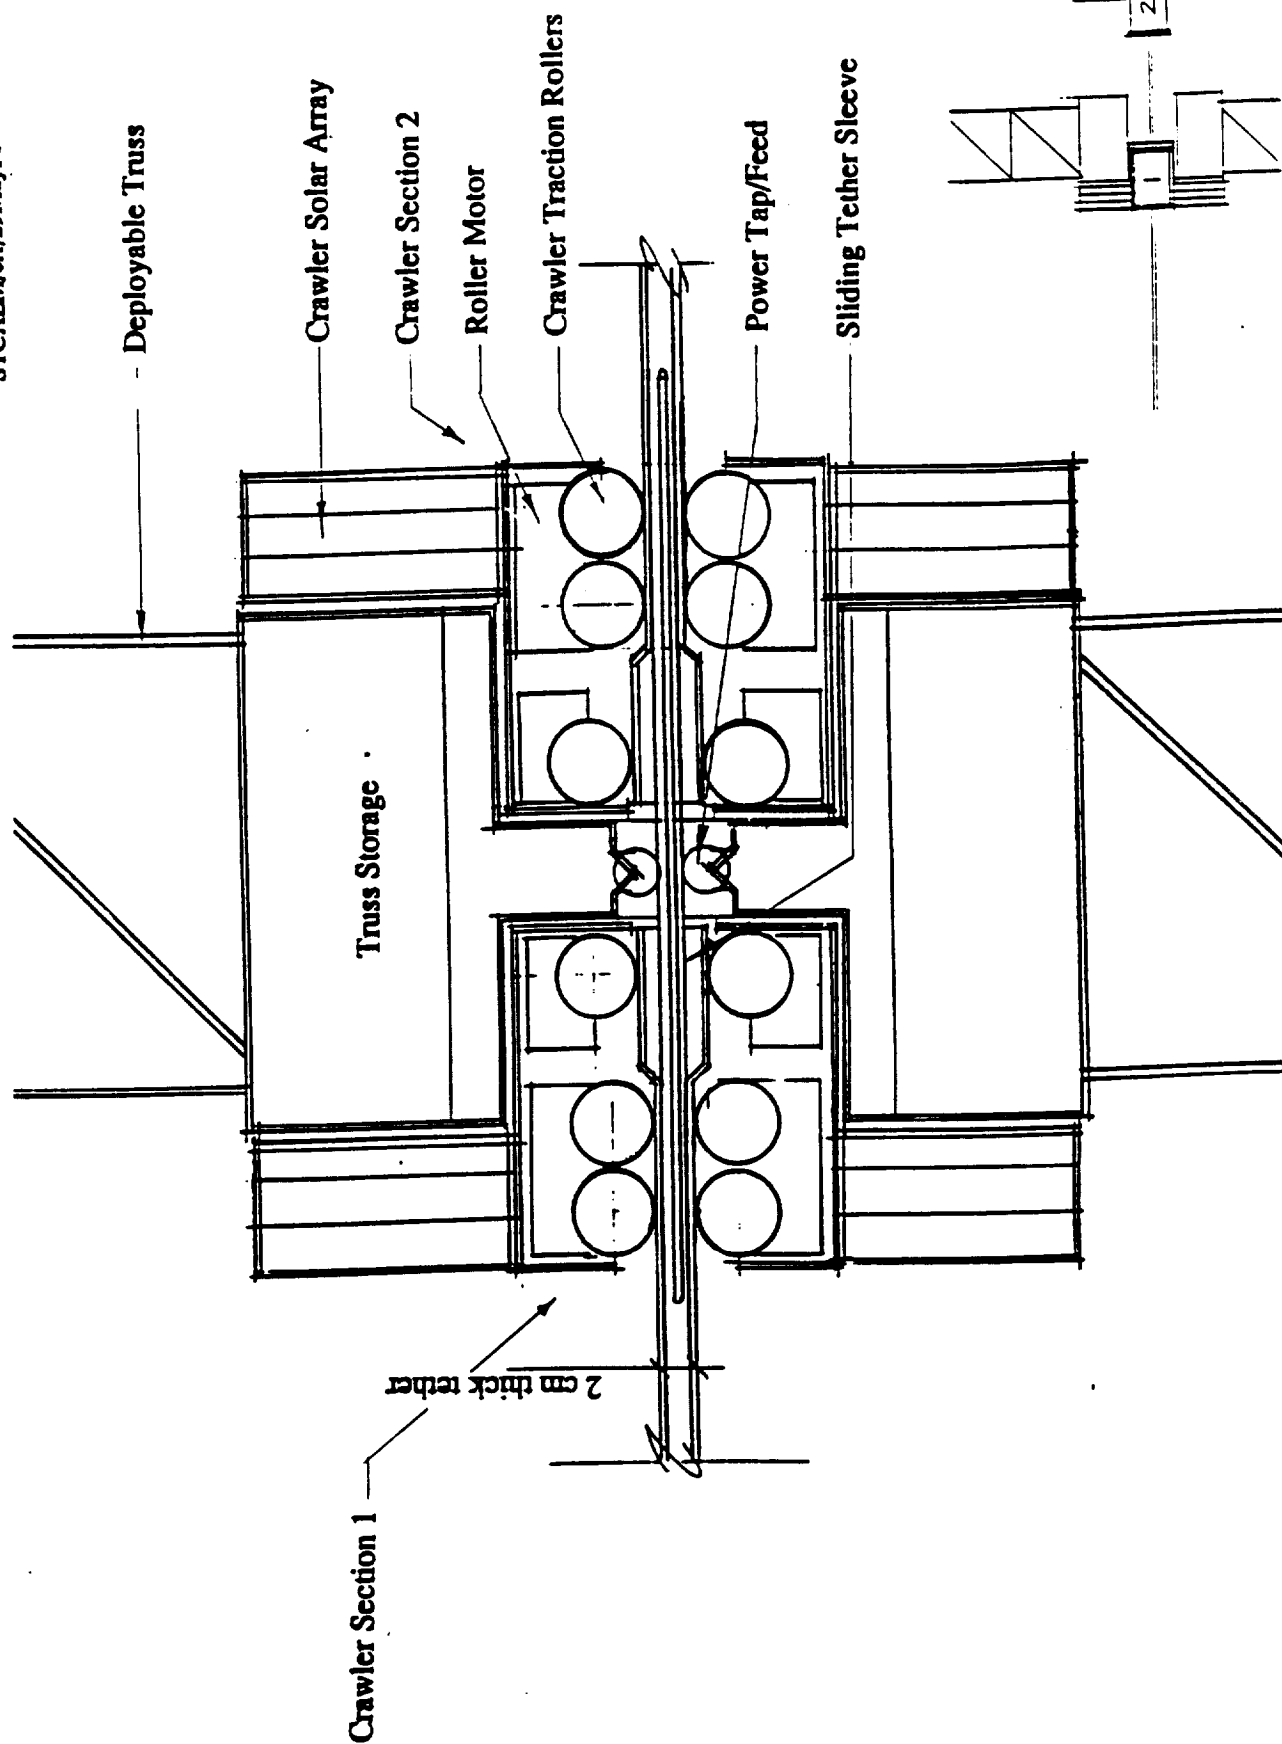 Deployable Truss
Crawler Solar Array
Crawler Section 2
Roller Motor
Crawler Traction Rollers
Power Tap/Feed
Sliding Tether Sleeve
Truss Storage
2 cm thick tether
Crawler Section 1
2